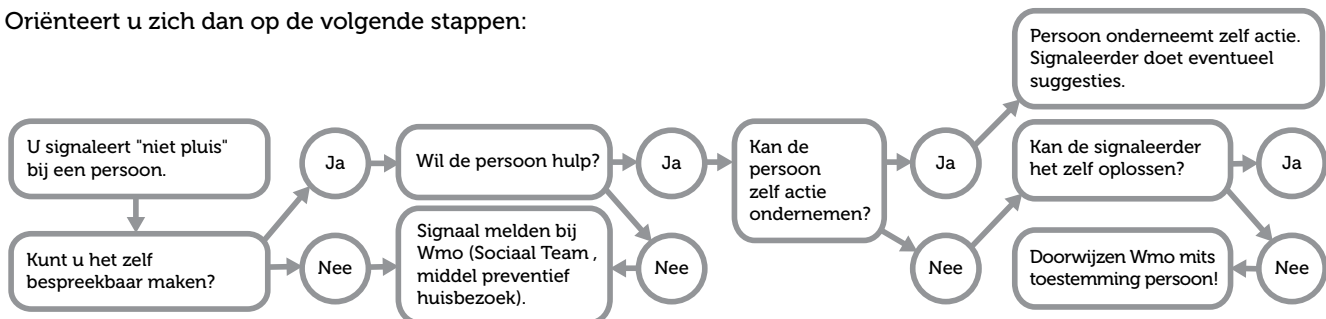 Oriënteert u zich dan op de volgende stappen:
U signaleert "niet pluis"
bij een persoon.
Kunt u het zelf
bespreekbaar maken?
Ja
Nee
Wil de persoon hulp?
Signaal melden bij
Wmo (Sociaal Team ,
middel preventief
huisbezoek).
Ja
Nee
Kan de
persoon
zelf actie
ondernemen?
Ja
Nee
Persoon onderneemt zelf actie.
Signaleerder doet eventueel
suggesties.
Kan de signaleerder
het zelf oplossen?
Ja
Nee
Doorwijzen Wmo mits
toestemming persoon!